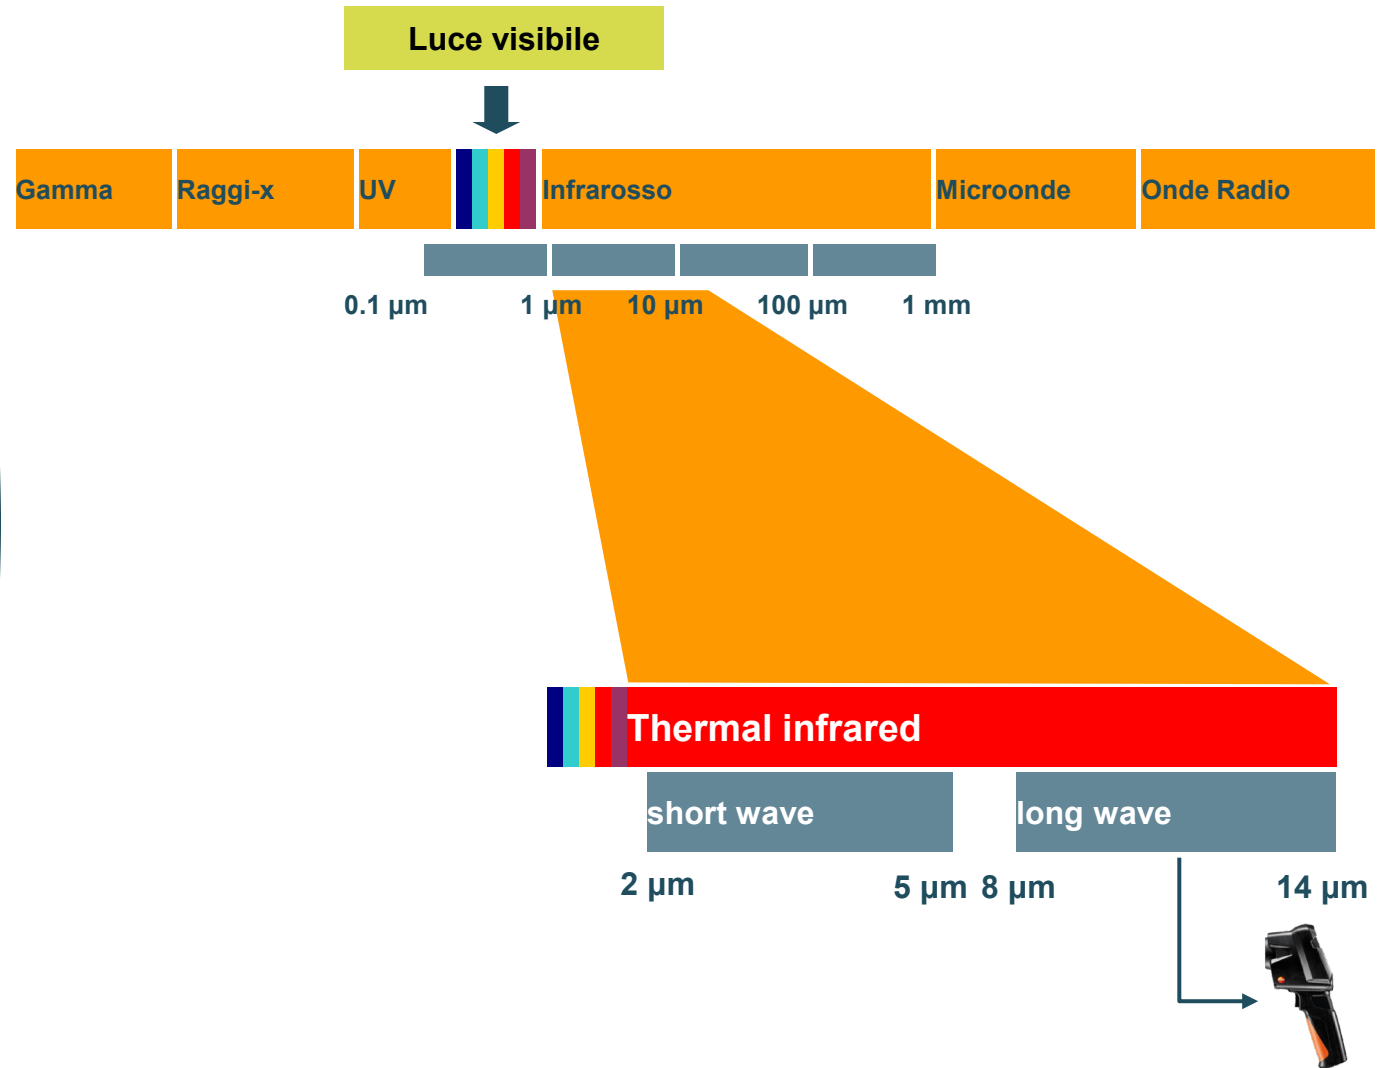 Luce visibile
Gamma Raggi-x UV Infrarosso Microonde Onde Radio
0.1 µm 1 µm 10 µm 100 µm 1 mm
Thermal infrared
short wave long wave
2 µm 5 µm 8 µm 14 µm